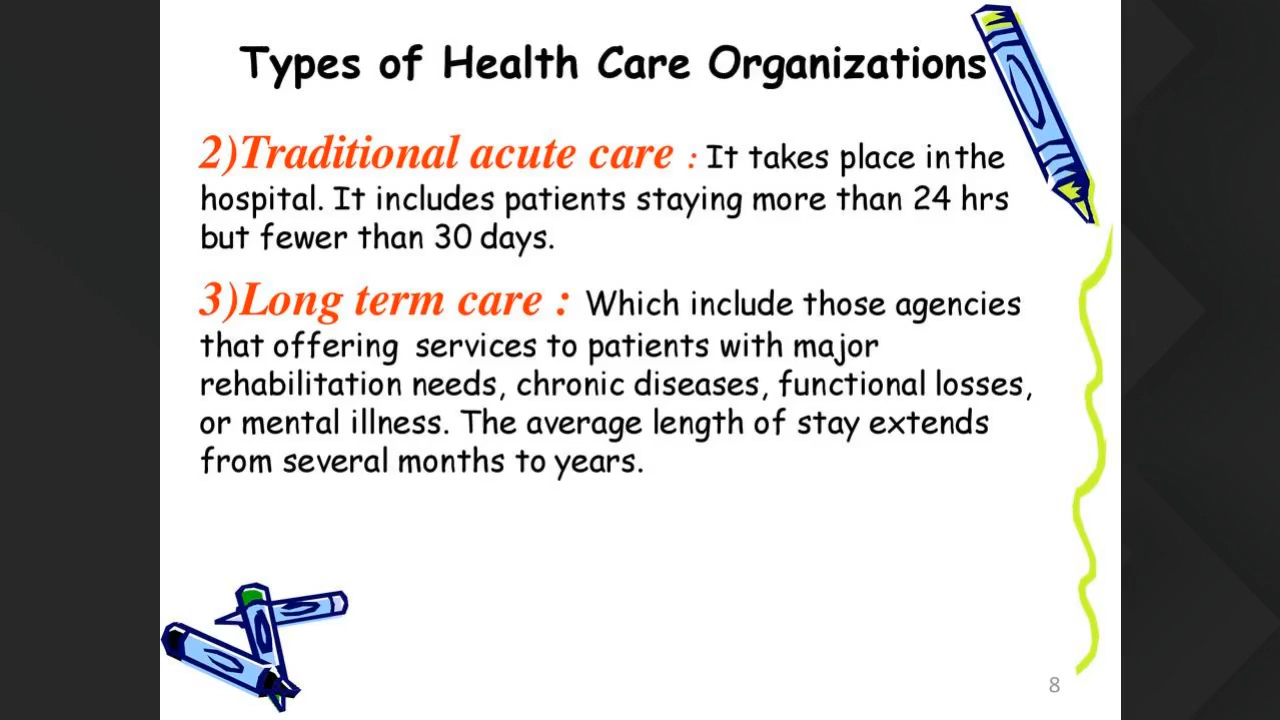 Types of Health Care Organizations
2)Traditional acute care : It takes place in the
hospital. It includes patients staying more than 24 hrs
but fewer than 30 days.
3)Long term care : Which include those agencies
that offering services to patients with major
rehabilitation needs, chronic diseases, functional losses,
or mental illness. The average length of stay extends
from several months to years.
8